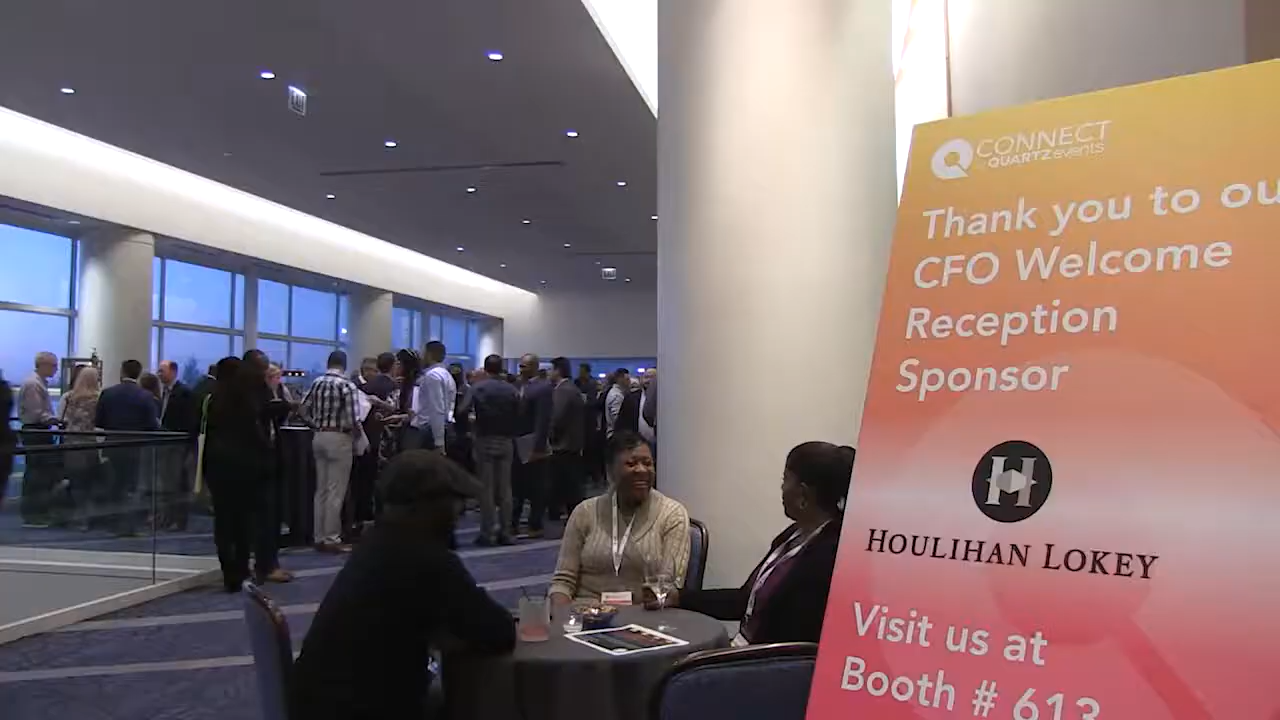 CONNECT
QUARTZ events
Thank you to ou
CFO Welcome
Reception
Sponsor
H
HOULIHAN LOKEY
Visit us at
Booth # 613